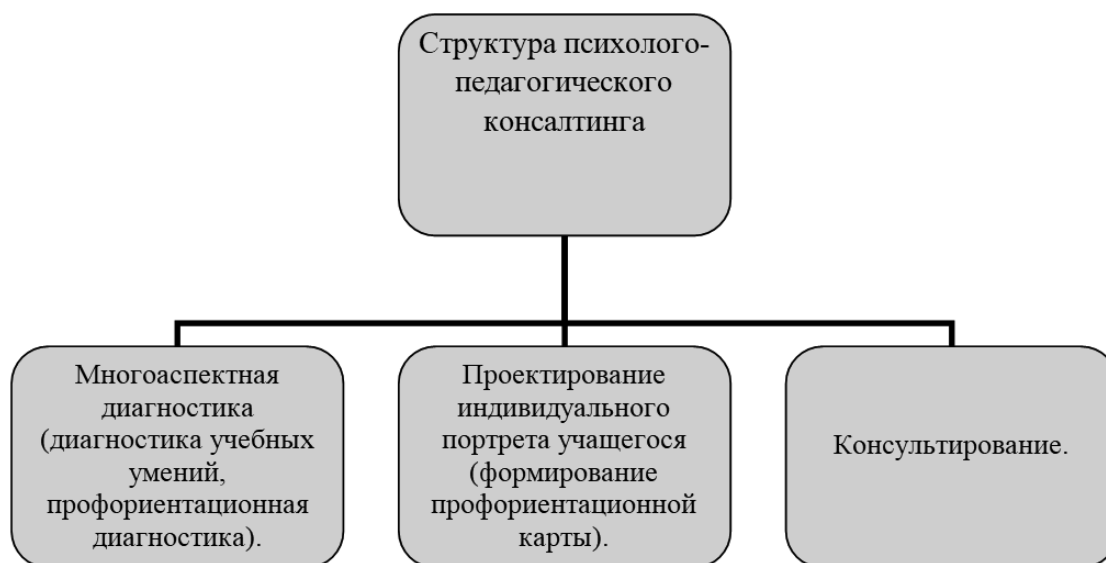 Структура психолого-
педагогического
консалтинга
Многоаспектная
диагностика
(диагностика учебных
умений,
профориентационная
диагностика).
Проектирование
индивидуального
портрета учащегося
(формирование
профориентационной
карты).
Консультирование.